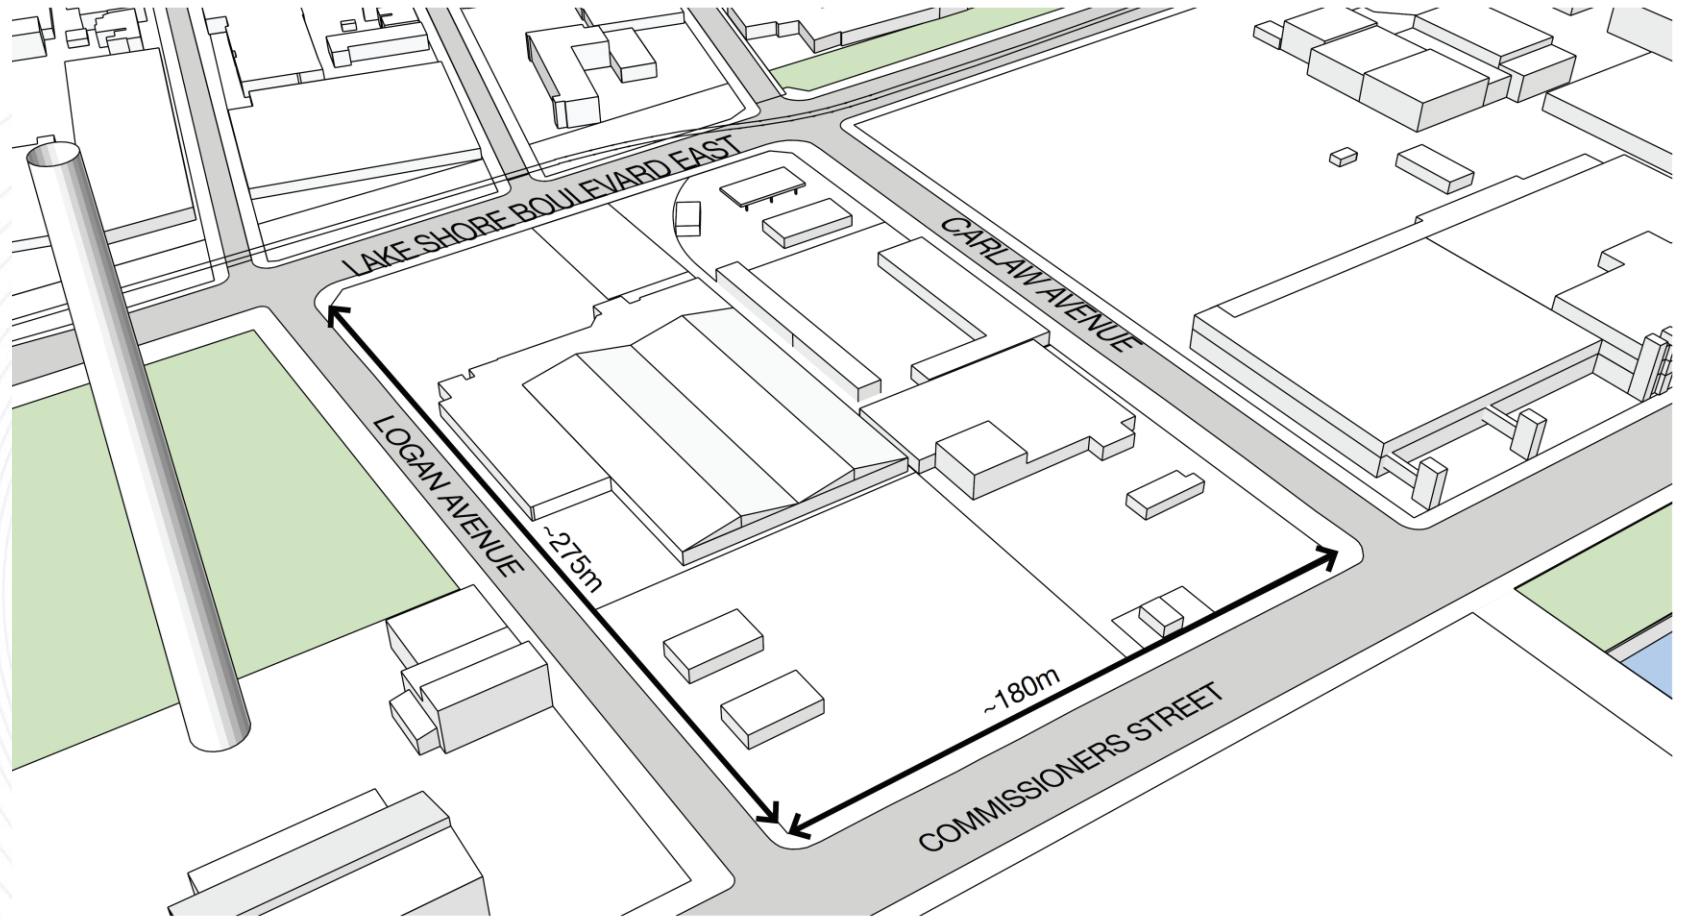 LAKE SHORE BOULEVARD EAST
CARLAW AVENUE
LOGAN AVENUE
~275m
~180m
COMMISSIONERS STREET